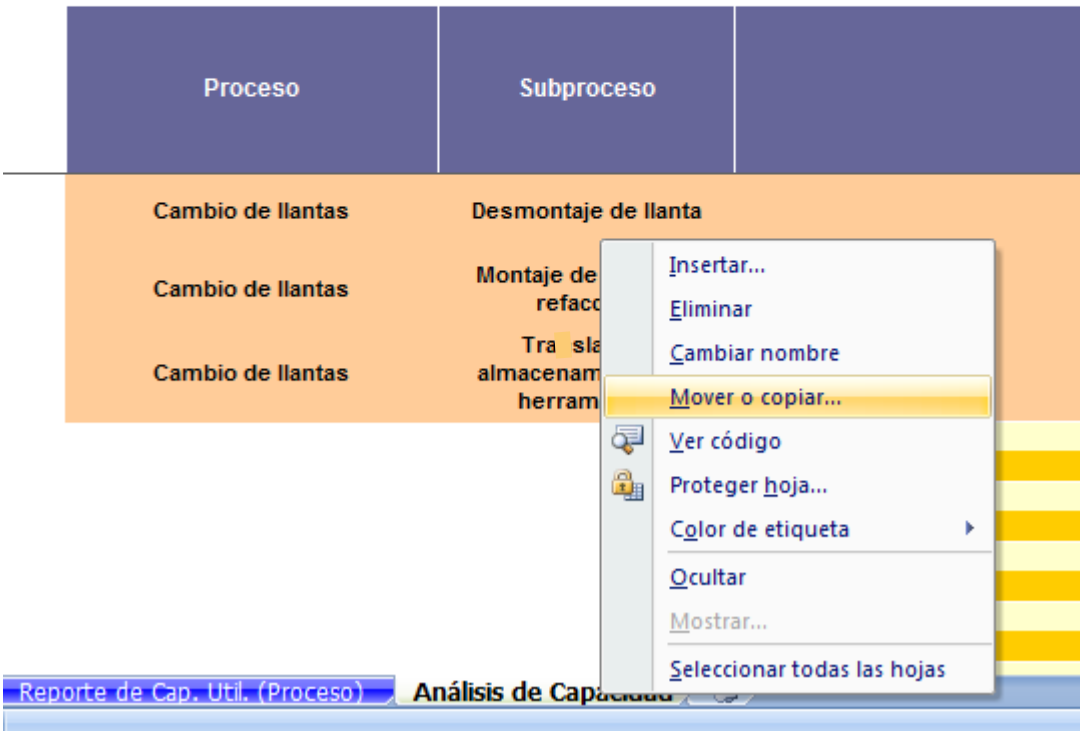 Proceso
Subproceso
Cambio de llantas
Desmontaje de llanta
Cambio de llantas
Montaje de
refacc
Cambio de llantas
Tra sla
almacenam
herram
Insertar...
Eliminar
Cambiar nombre
Mover o copiar...
Ver código
Proteger hoja...
Color de etiqueta
Ocultar
Mostrar...
Seleccionar todas las hojas
Reporte de Cap. Util. (Proceso)
Análisis de Capacidad